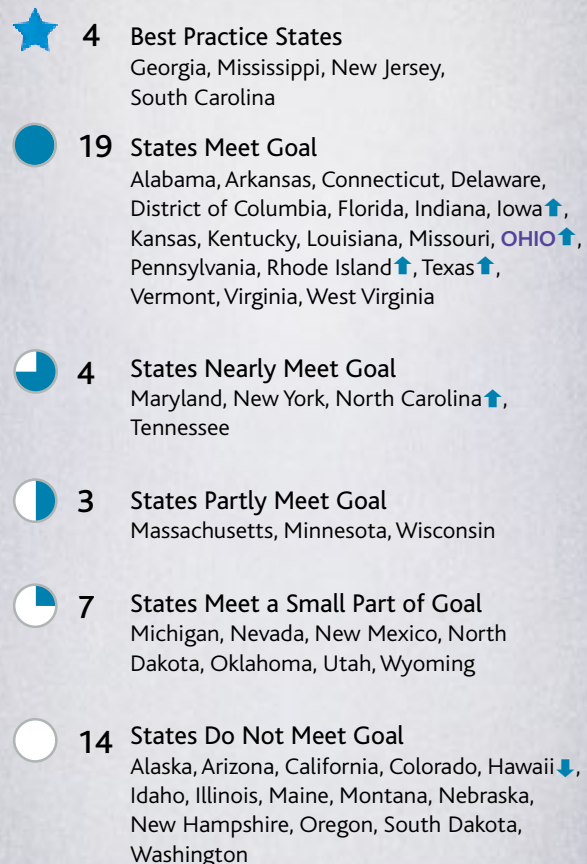 4 Best Practice States
Georgia, Mississippi, New Jersey,
South Carolina
19 States Meet Goal
Alabama, Arkansas, Connecticut, Delaware,
District of Columbia, Florida, Indiana, Iowa⬆,
Kansas, Kentucky, Louisiana, Missouri, OHIO⬆,
Pennsylvania, Rhode Island⬆, Texas⬆,
Vermont, Virginia, West Virginia
4 States Nearly Meet Goal
Maryland, New York, North Carolina⬆,
Tennessee
3 States Partly Meet Goal
Massachusetts, Minnesota, Wisconsin
7 States Meet a Small Part of Goal
Michigan, Nevada, New Mexico, North
Dakota, Oklahoma, Utah, Wyoming
14 States Do Not Meet Goal
Alaska, Arizona, California, Colorado, Hawaii⬇,
Idaho, Illinois, Maine, Montana, Nebraska,
New Hampshire, Oregon, South Dakota,
Washington